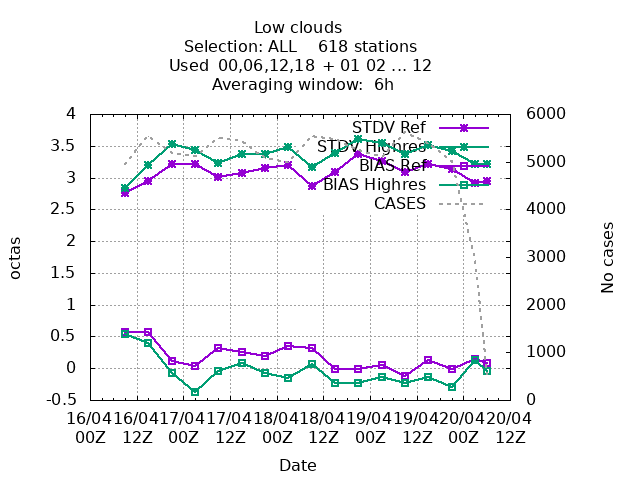 Low clouds
Selection: ALL    618 stations
Used  00,06,12,18 + 01 02 ... 12
Averaging window:  6h
4
3.5
3
2.5
2
1.5
1
0.5
0
-0.5
6000
5000
4000
3000
2000
1000
0
octas
No cases
STDV Ref
STDV Highres
BIAS Ref
BIAS Highres
CASES
16/04 16/04 17/04 17/04 18/04 18/04 19/04 19/04 20/04 20/04
00Z 12Z 00Z 12Z 00Z 12Z 00Z 12Z 00Z 12Z
Date